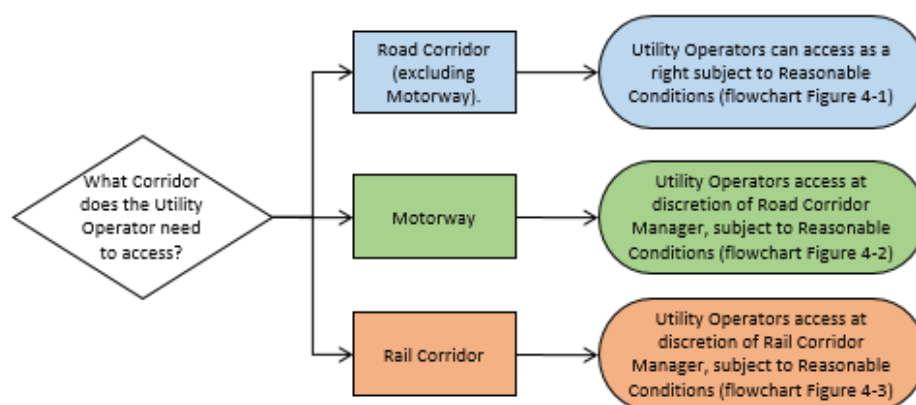 What Corridor
does the Utility
Operator need
to access?
Road Corridor
(excluding
Motorway).
Utility Operators can access as a
right subject to Reasonable
Conditions (flowchart Figure 4-1)
Motorway
Utility Operators access at
discretion of Road Corridor
Manager, subject to Reasonable
Conditions (flowchart Figure 4-2)
Rail Corridor
Utility Operators access at
discretion of Rail Corridor
Manager, subject to Reasonable
Conditions (flowchart Figure 4-3)